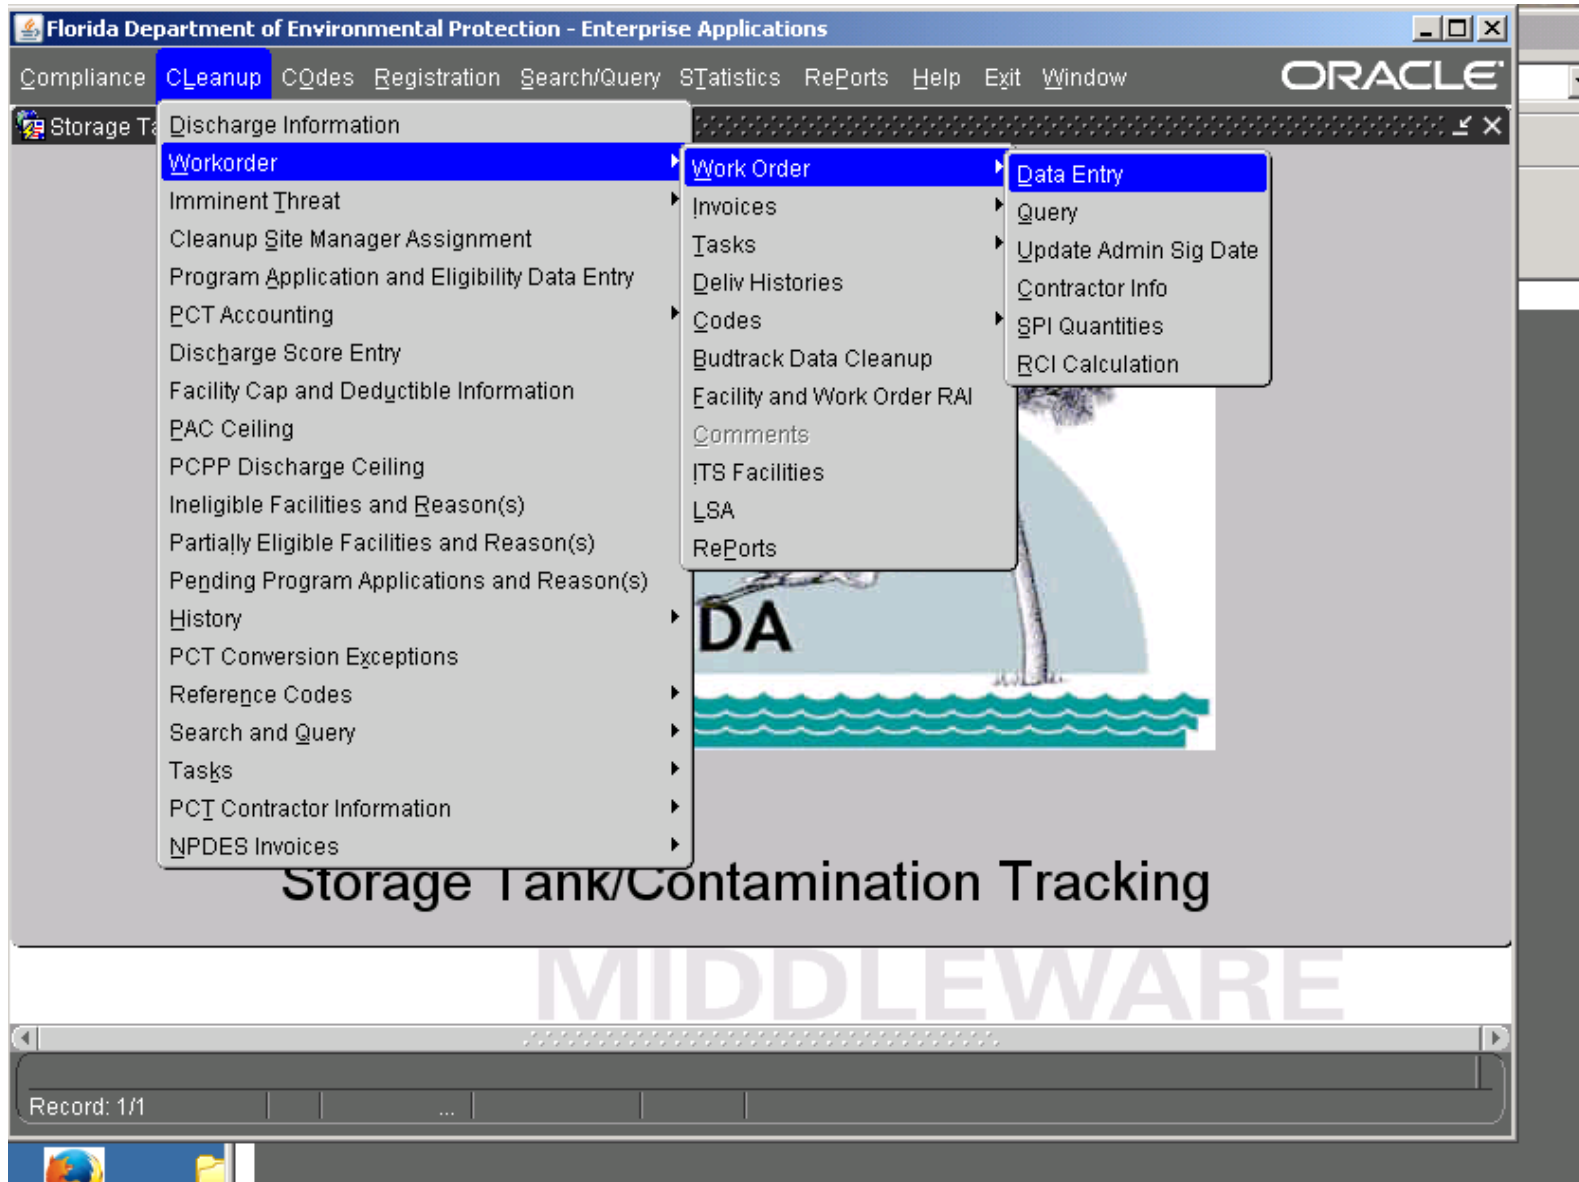 Florida Department of Environmental Protection - Enterprise Applications
Compliance CLeanup COdes Registration Search/Query STatistics RePorts Help Exit Window ORACLE
Storage Ta
Discharge Information
Workorder
Imminent Threat
Cleanup Site Manager Assignment
Program Application and Eligibility Data Entry
PCT Accounting
Discharge Score Entry
Facility Cap and Deductible Information
PAC Ceiling
PCPP Discharge Ceiling
Ineligible Facilities and Reason(s)
Partially Eligible Facilities and Reason(s)
Pending Program Applications and Reason(s)
History
PCT Conversion Exceptions
Reference Codes
Search and Query
Tasks
PCT Contractor Information
NPDES Invoices
Work Order
Invoices
Tasks
Deliv Histories
Codes
Budtrack Data Cleanup
Facility and Work Order RAI
Comments
ITS Facilities
LSA
RePorts
Data Entry
Query
Update Admin Sig Date
Contractor Info
SPI Quantities
RCI Calculation
DA
Storage Tank/Contamination Tracking
MIDDLEWARE
Record: 1/1
...